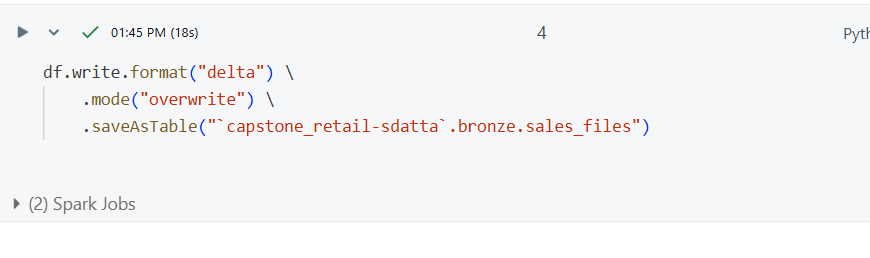 01:45 PM (18s)
4
Pyth
df.write.format("delta") \
.mode("overwrite") \
.saveAsTable("`capstone_retail-sdatta`.bronze.sales_files")
(2) Spark Jobs